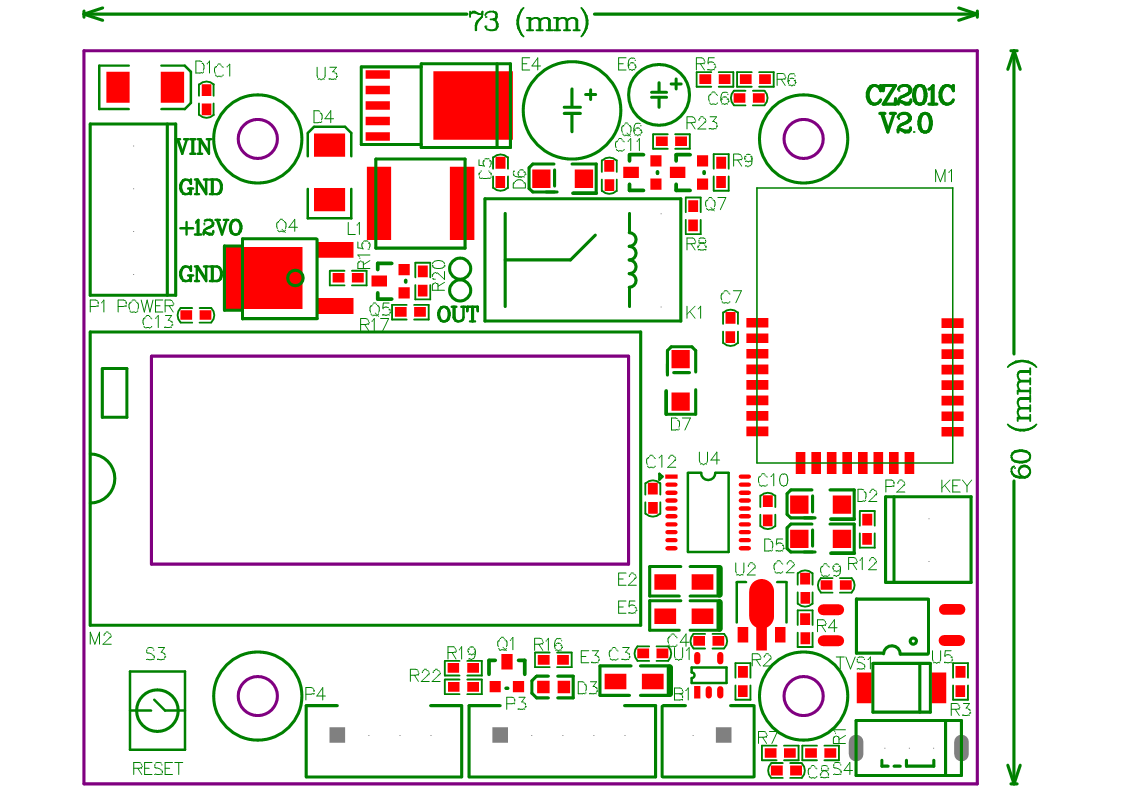 73 (mm)
D1 C1 U3 E4 E6 R5 R6
C6 CZ201C
V2.0
D4 Q6 R23
VIN C11 R9 M1
C5 D6
GND
Q7
+12VO Q4 L1 R8
R15
GND R20
P1 POWER Q5 OUT K1 C7
C13 R17
60 (mm)
D7
C12 U4
C10 D2 P2 KEY
D5
R12
E2 U2 C2 C9
E5
R4
M2 C4
S3 R19 Q1 R16 E3 C3 U1 R2 TVS1 U5
R22 P4 P3 D3 B1 R3
R7 R1
RESET C8 S4